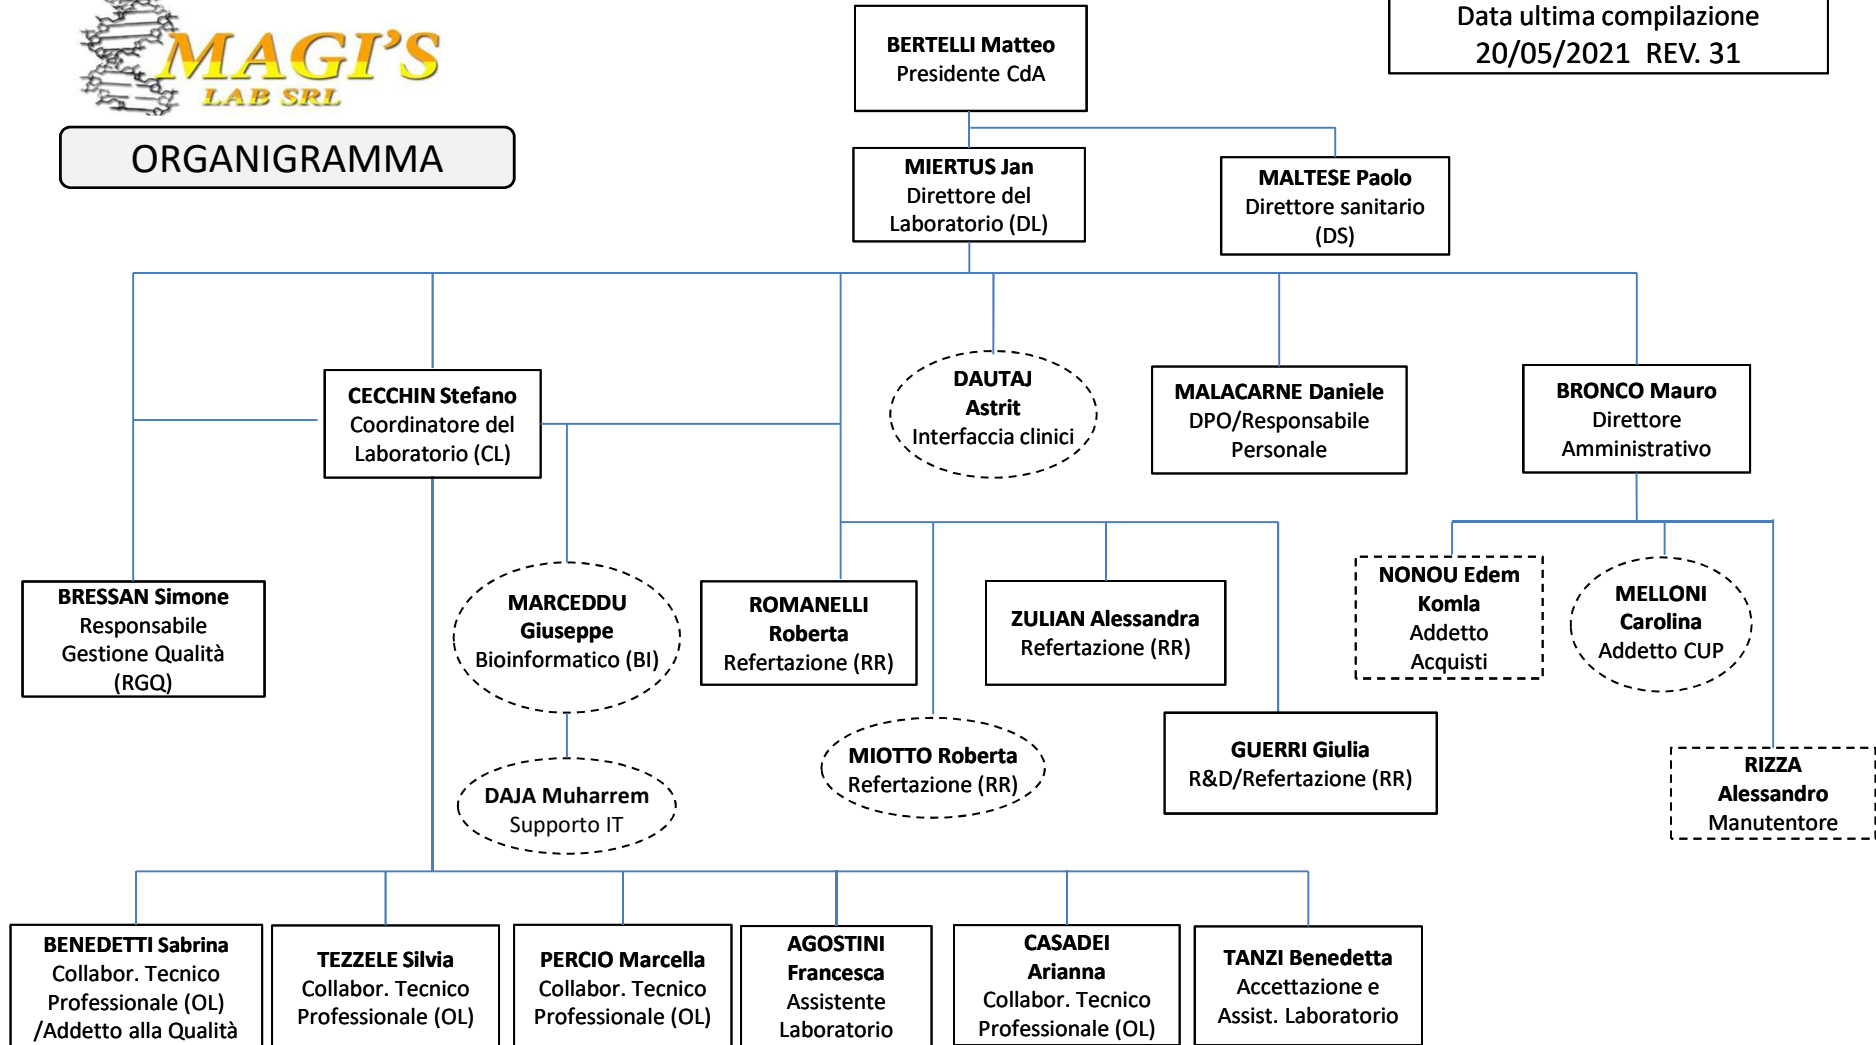 MAGI'S
LAB SRL
ORGANIGRAMMA
BERTELLI Matteo
Presidente CdA
Data ultima compilazione
20/05/2021 REV. 31
MIERTUS Jan
Direttore del
Laboratorio (DL)
MALTESE Paolo
Direttore sanitario
(DS)
CECCHIN Stefano
Coordinatore del
Laboratorio (CL)
DAUTAJ
Astrit
Interfaccia clinici
MALACARNE Daniele
DPO/Responsabile
Personale
BRONCO Mauro
Direttore
Amministrativo
BRESSAN Simone
Responsabile
Gestione Qualità
(RGQ)
MARCEDDU
Giuseppe
Bioinformatico (BI)
ROMANELLI
Roberta
Refertazione (RR)
ZULIAN Alessandra
Refertazione (RR)
NONOU Edem
Komla
Addetto
Acquisti
MELLONI
Carolina
Addetto CUP
DAJA Muharrem
Supporto IT
MIOTTO Roberta
Refertazione (RR)
GUERRI Giulia
R&D/Refertazione (RR)
RIZZA
Alessandro
Manutentore
BENEDETTI Sabrina
Collabor. Tecnico
Professionale (OL)
/Addetto alla Qualità
TEZZELE Silvia
Collabor. Tecnico
Professionale (OL)
PERCIO Marcella
Collabor. Tecnico
Professionale (OL)
AGOSTINI
Francesca
Assistente
Laboratorio
CASADEI
Arianna
Collabor. Tecnico
Professionale (OL)
TANZI Benedetta
Accettazione e
Assist. Laboratorio